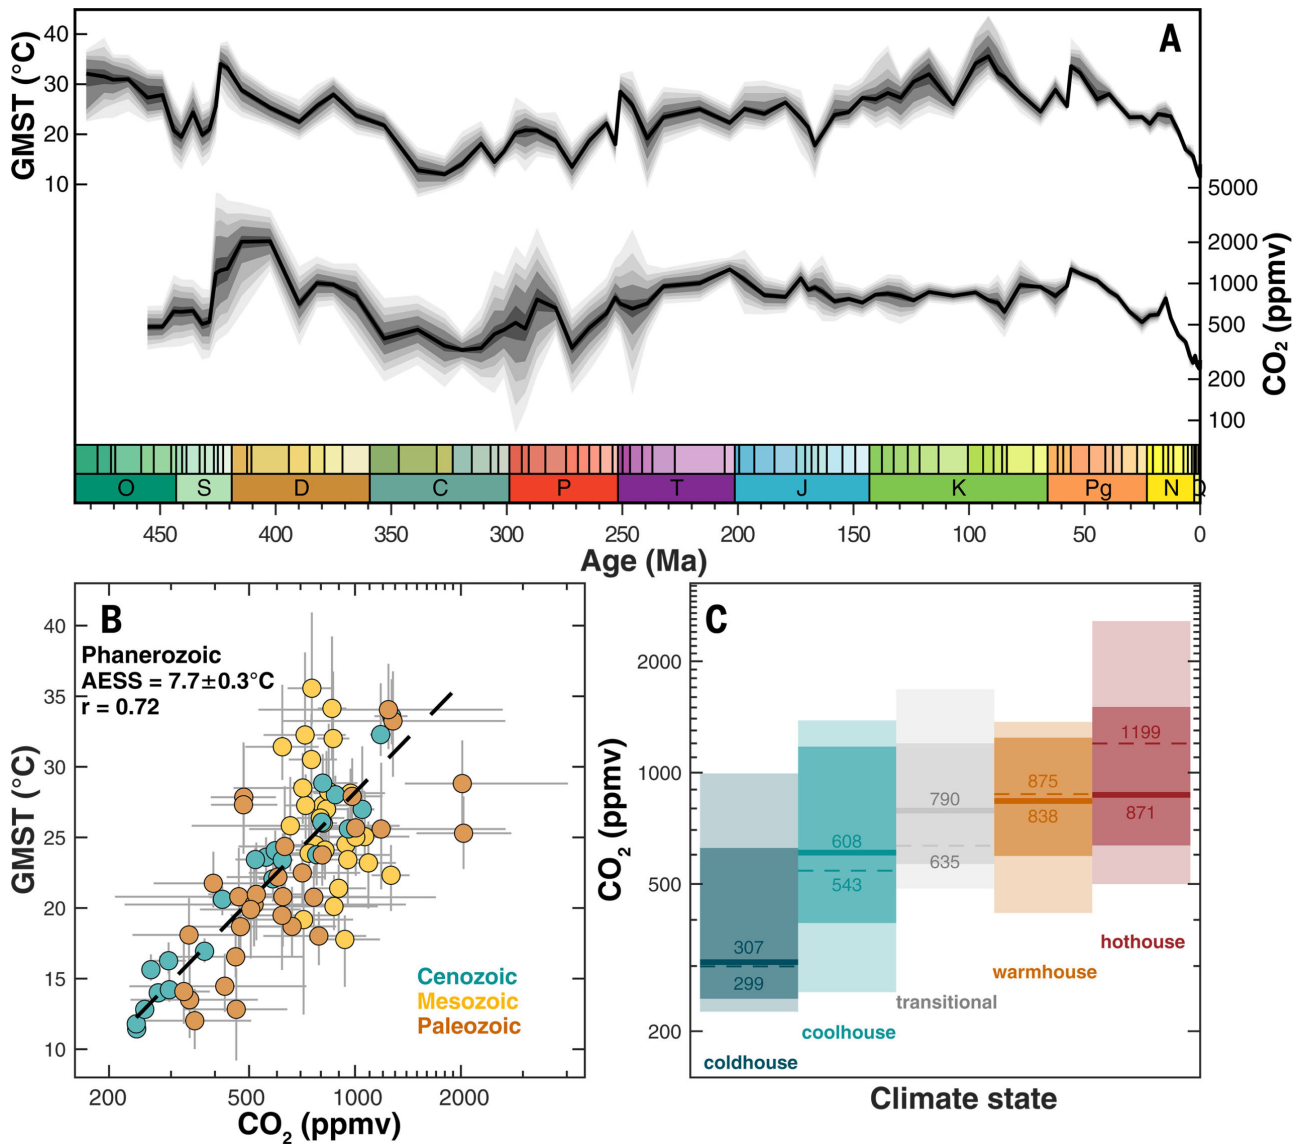 A
GMST (°C)
40
30
20
10
5000
2000
1000
500
200
100
CO2 (ppmv)
O S D C P T J K Pg N Q
450 400 350 300 250 200 150 100 50 0
Age (Ma)
B
Phanerozoic
AESS = 7.7±0.3°C
r = 0.72
GMST (°C)
40
35
30
25
20
15
10
Cenozoic
Mesozoic
Paleozoic
200 500 1000 2000
CO2 (ppmv)
C
CO2 (ppmv)
2000
1000
500
200
307
299
coldhouse
608
543
coolhouse
790
635
transitional
875
838
warmhouse
1199
871
hothouse
Climate state